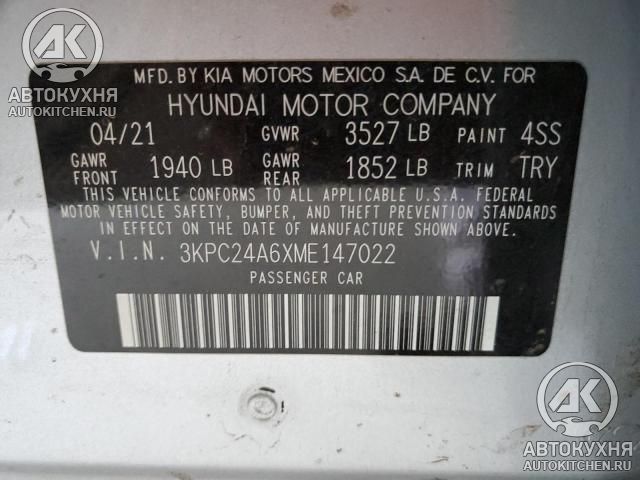 MFD. BY KIA MOTORS MEXICO S.A. DE C.V. FOR
HYUNDAI MOTOR COMPANY
04/21 GVWR 3527 LB PAINT 4SS
GAWR FRONT 1940 LB GAWR REAR 1852 LB TRIM TRY
THIS VEHICLE CONFORMS TO ALL APPLICABLE U.S.A. FEDERAL
MOTOR VEHICLE SAFETY, BUMPER, AND THEFT PREVENTION STANDARDS
IN EFFECT ON THE DATE OF MANUFACTURE SHOWN ABOVE.
V.I.N. 3KPC24A6XME147022
PASSENGER CAR
AK
АВТОКУХНЯ
AUTOKITCHEN.RU
AK
АВТОКУХНЯ
AUTOKITCHEN.RU